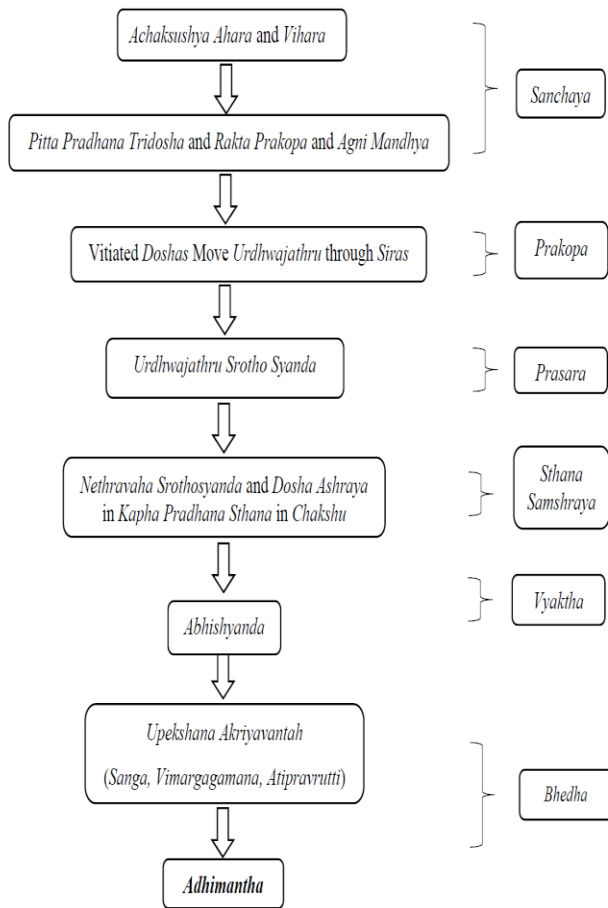 Achaksushya Ahara and Vihara
Sanchaya
Pitta Pradhana Tridosha and Rakta Prakopa and Agni Mandhya
Vitiated Doshas Move Urdhwajathru through Siras
Prakopa
Urdhwajathru Srotho Syanda
Prasara
Nethravaha Srothosyanda and Dosha Ashraya
in Kapha Pradhana Sthana in Chakshu
Sthana
Samshraya
Vyaktha
Abhishyanda
Upekshana Akriyavantah
(Sanga, Vimargagamana, Atipravrutti)
Bhedha
Adhimantha